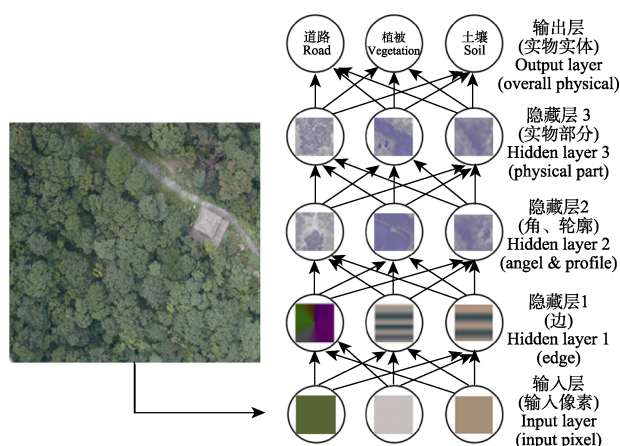 道路
Road
植被
Vegetation
土壤
Soil
输出层
(实物实体)
Output layer
(overall physical)
隐藏层 3
(实物部分)
Hidden layer 3
(physical part)
隐藏层2
(角、轮廓)
Hidden layer 2
(angel & profile)
隐藏层1
(边)
Hidden layer 1
(edge)
输入层
(输入像素)
Input layer
(input pixel)